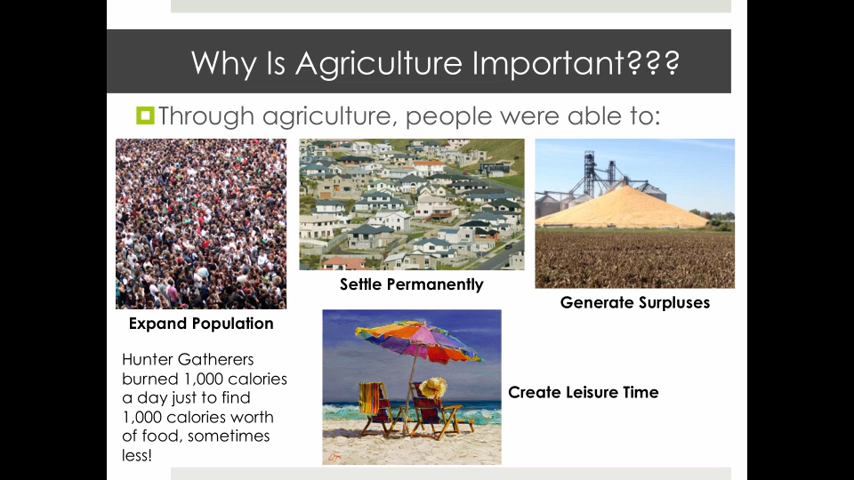 Why Is Agriculture Important???
Through agriculture, people were able to:
Settle Permanently
Generate Surpluses
Expand Population
Hunter Gatherers
burned 1,000 calories
a day just to find
1,000 calories worth
of food, sometimes
less!
Create Leisure Time